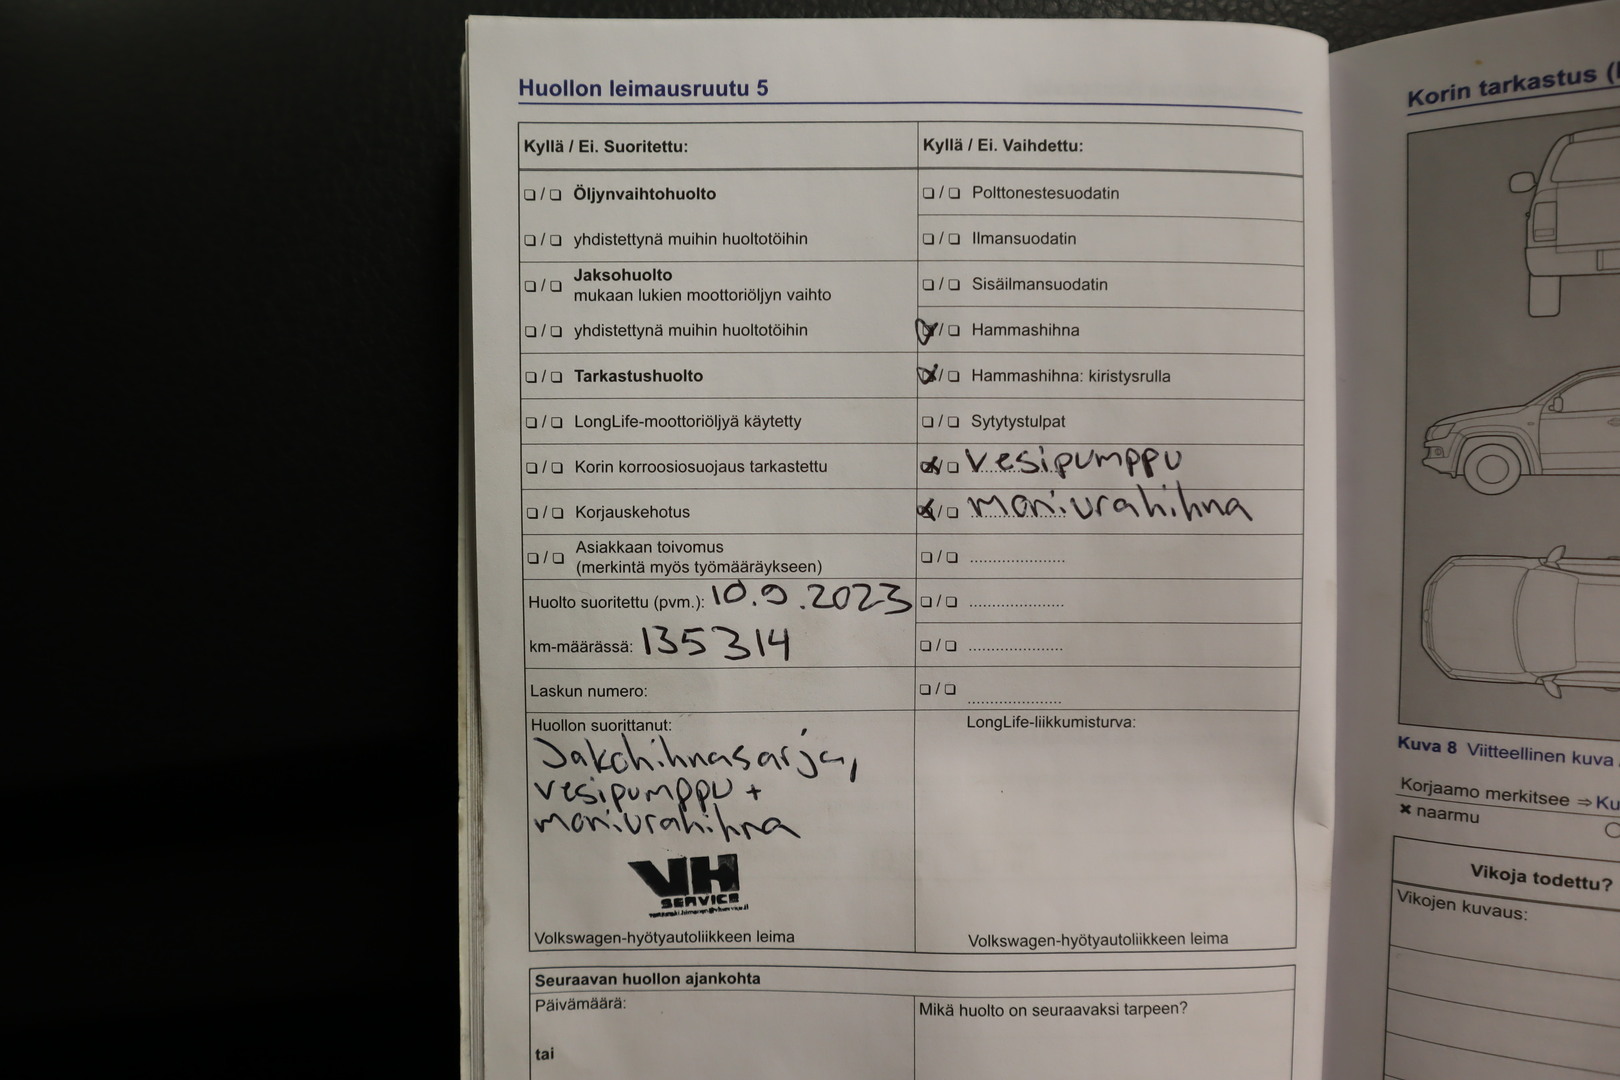 Huollon leimausruutu 5
Kyllä / Ei. Suoritettu:
Kyllä / Ei. Vaihdettu:
❏ / ❏ Öljynvaihtohuolto
❏ / ❏ Polttonestesuodatin
❏ / ❏ yhdistettynä muihin huoltotöihin
❏ / ❏ Ilmansuodatin
❏ / ❏ Jaksohuolto
mukaan lukien moottoriöljyn vaihto
❏ / ❏ Sisäilmansuodatin
❏ / ❏ yhdistettynä muihin huoltotöihin
☒ / ❏ Hammashihna
❏ / ❏ Tarkastushuolto
☒ / ❏ Hammashihna: kiristysrulla
❏ / ❏ LongLife-moottoriöljyä käytetty
❏ / ❏ Sytytystulpat
❏ / ❏ Korin korroosiosuojaus tarkastettu
☒ / ❏ vesipumppu
❏ / ❏ Korjauskehotus
☒ / ❏ moniurahihna
❏ / ❏ Asiakkaan toivomus
(merkintä myös työmääräykseen)
❏ / ❏ ......................
Huolto suoritettu (pvm.): 10.9.2023
❏ / ❏ ......................
km-määrässä: 135314
❏ / ❏ ......................
Laskun numero:
❏ / ❏ ......................
Huollon suorittanut:
Jakohihnasarja,
vesipumppu +
moniurahihna
VH
SERVICE
Volkswagen-hyötyautoliikkeen leima
LongLife-liikkumisturva:
Volkswagen-hyötyautoliikkeen leima
Seuraavan huollon ajankohta
Päivämäärä:
tai
Mikä huolto on seuraavaksi tarpeen?
Korin tarkastus (
Kuva 8 Viitteellinen kuva
Korjaamo merkitsee ⇒ Ku
✖ naarmu
Vikoja todettu?
Vikojen kuvaus: